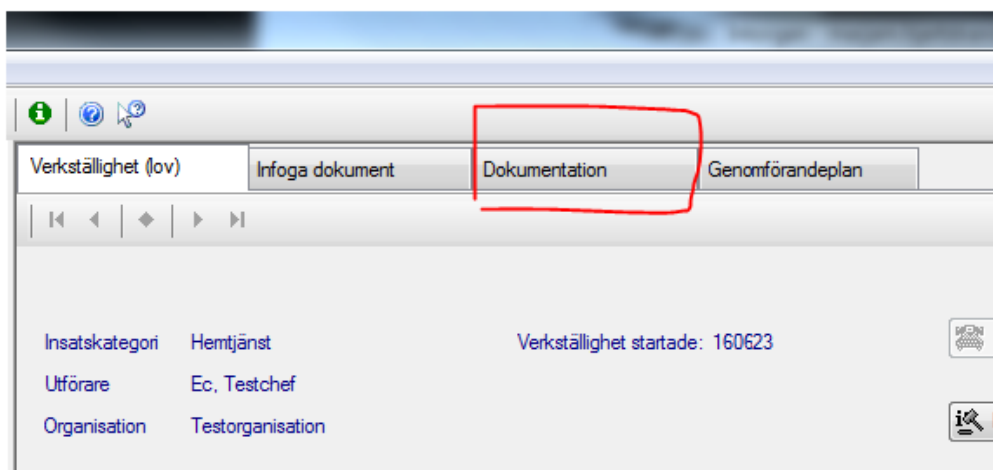 Verkställighet (lov) Infoga dokument Dokumentation Genomförandeplan
Insatskategori Hemtjänst Verkställighet startade: 160623
Utförare Ec, Testchef
Organisation Testorganisation